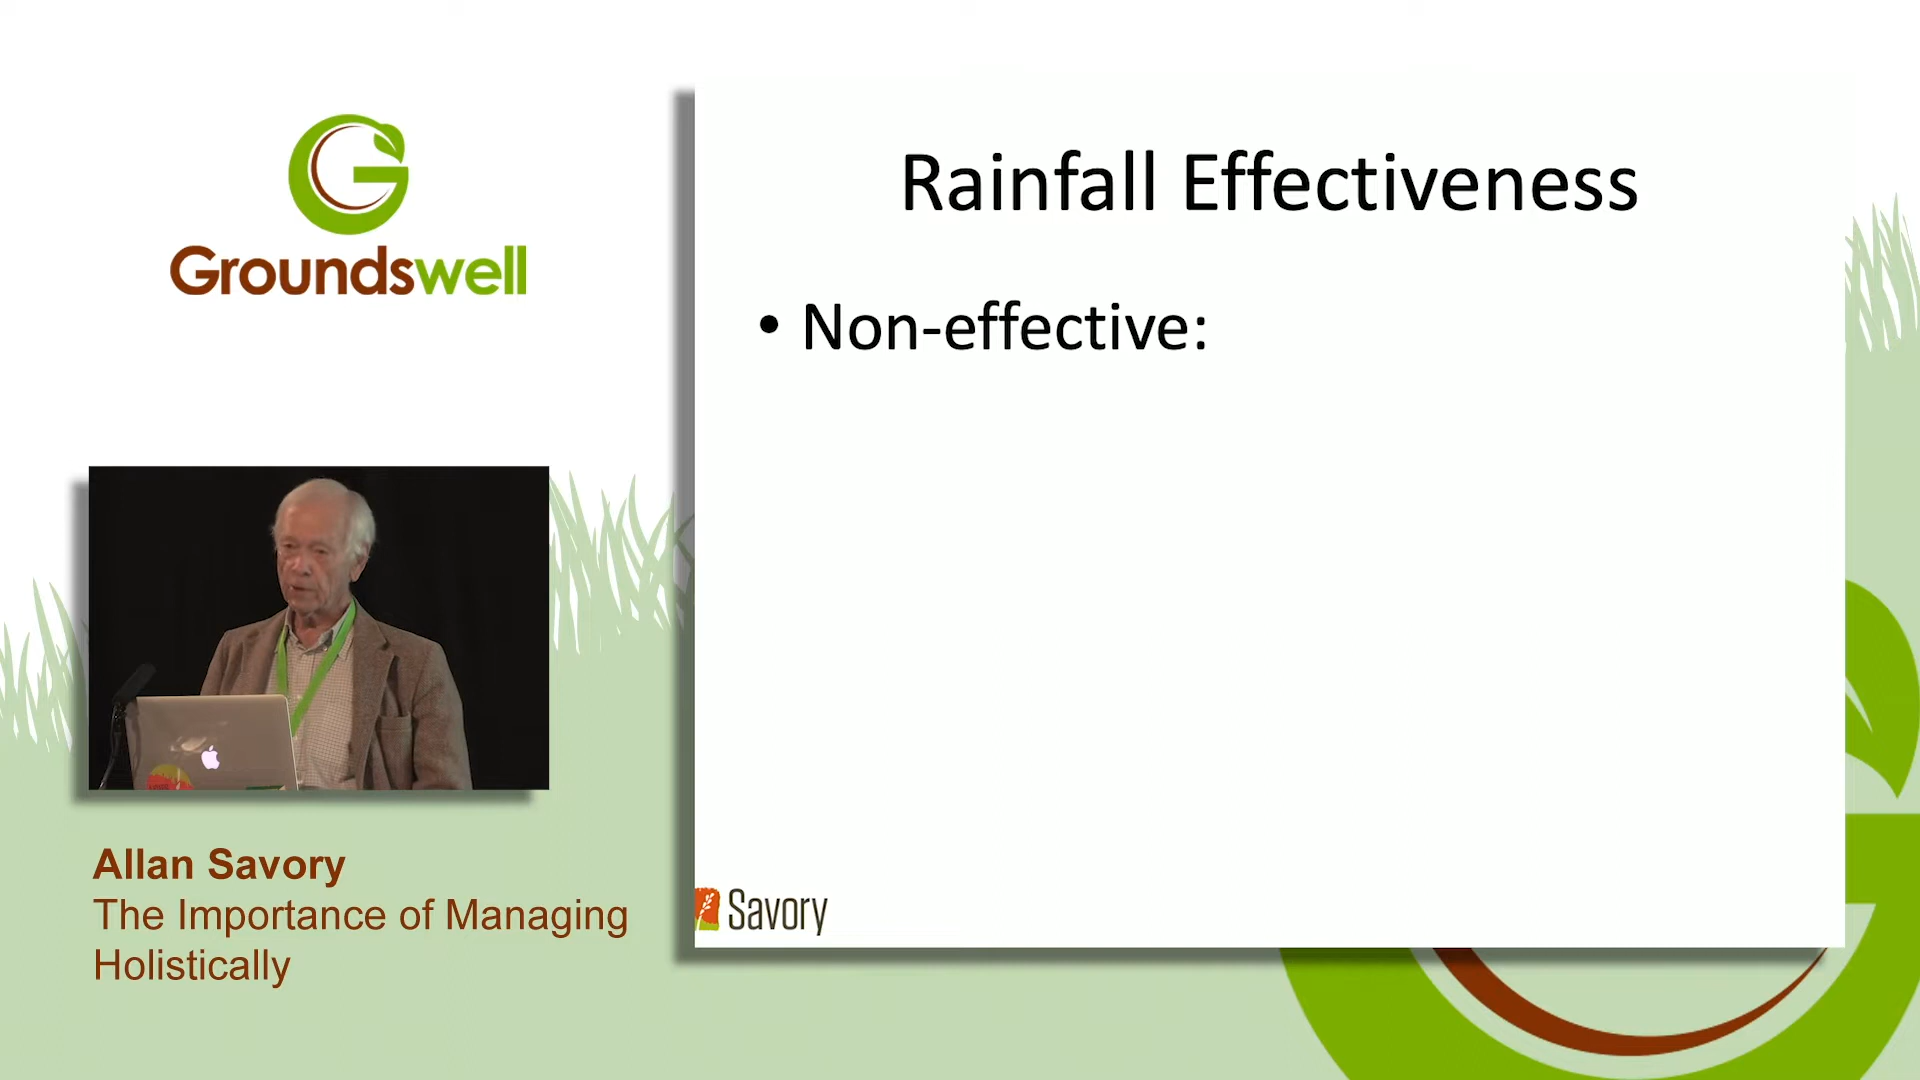 Groundswell
Rainfall Effectiveness
• Non-effective:
Savory
Allan Savory
The Importance of Managing
Holistically